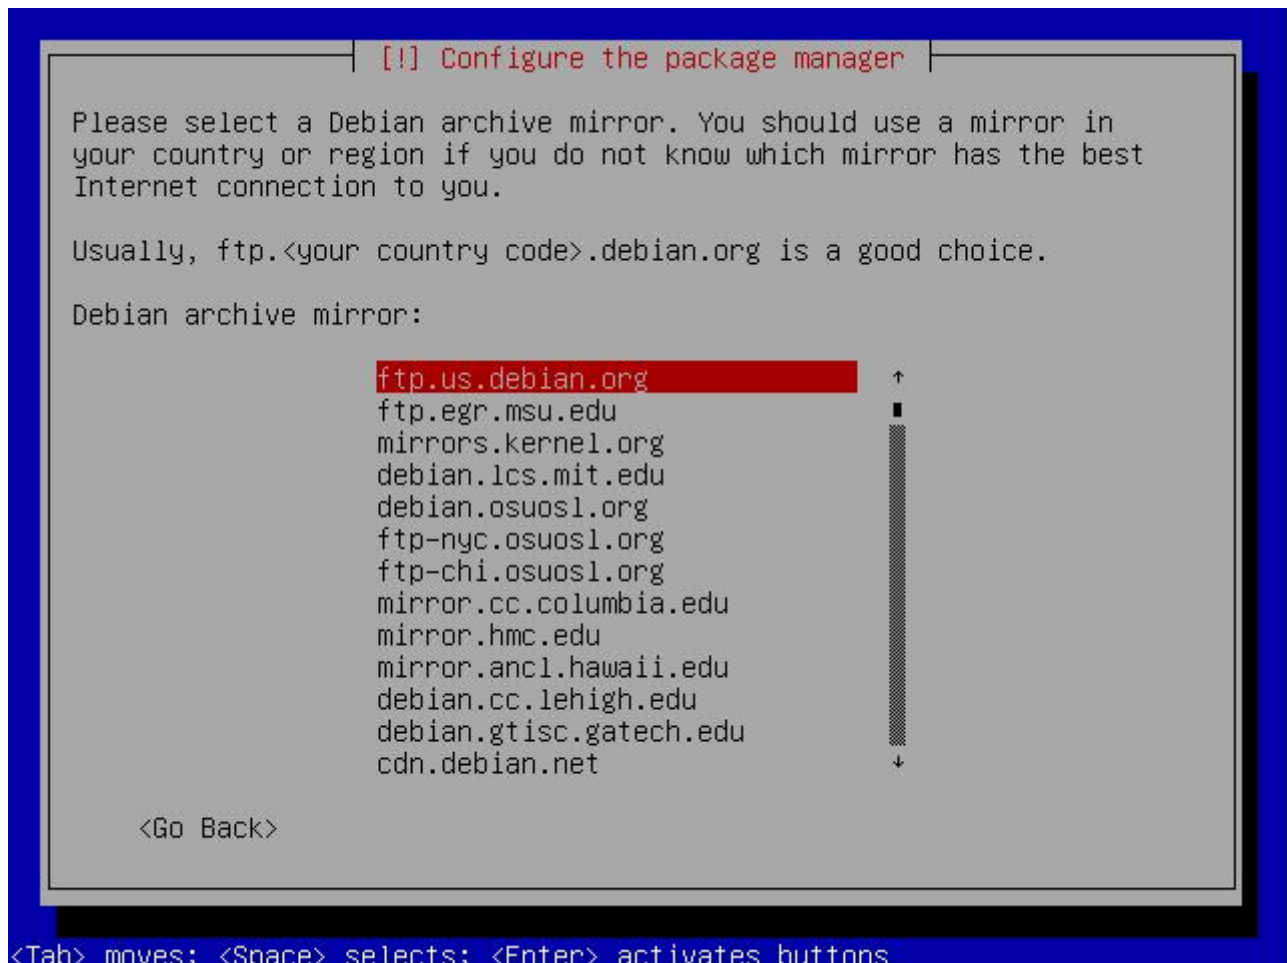 [!] Configure the package manager
Please select a Debian archive mirror. You should use a mirror in
your country or region if you do not know which mirror has the best
Internet connection to you.
Usually, ftp.<your country code>.debian.org is a good choice.
Debian archive mirror:
ftp.us.debian.org
ftp.egr.msu.edu
mirrors.kernel.org
debian.lcs.mit.edu
debian.osuosl.org
ftp-nyc.osuosl.org
ftp-chi.osuosl.org
mirror.cc.columbia.edu
mirror.hmc.edu
mirror.ancl.hawaii.edu
debian.cc.lehigh.edu
debian.gtisc.gatech.edu
cdn.debian.net
<Go Back>
<Tab> moves; <Space> selects; <Enter> activates buttons